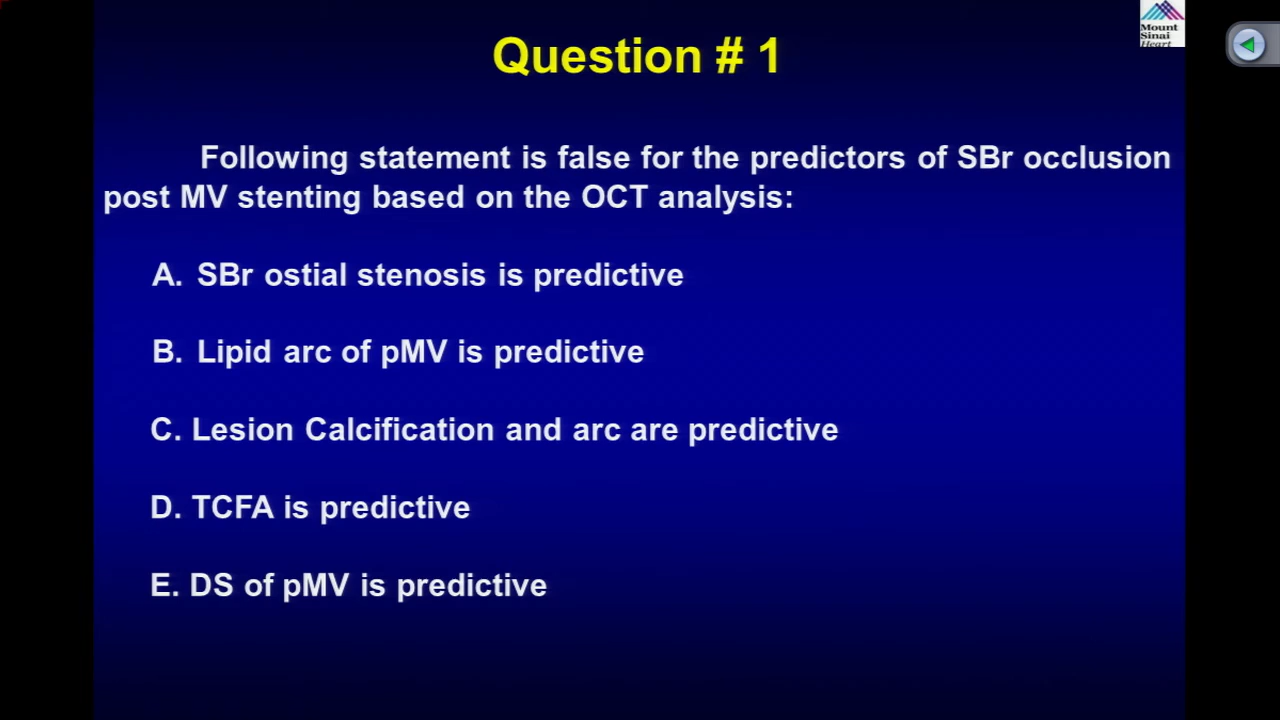 Mount
Sinai
Heart
Question # 1
Following statement is false for the predictors of SBr occlusion
post MV stenting based on the OCT analysis:
A. SBr ostial stenosis is predictive
B. Lipid arc of pMV is predictive
C. Lesion Calcification and arc are predictive
D. TCFA is predictive
E. DS of pMV is predictive